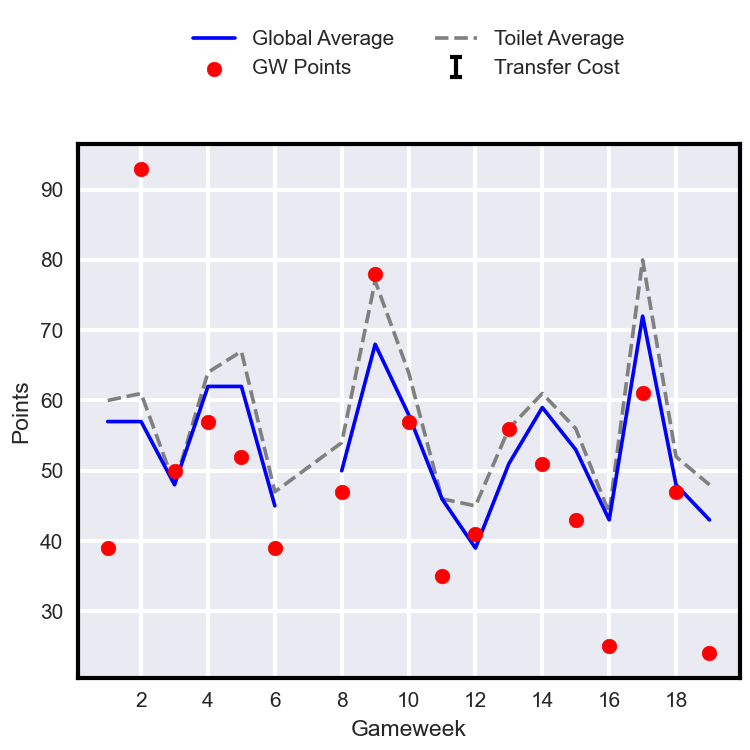 Global Average
Toilet Average
GW Points
Transfer Cost
90
80
70
60
50
40
30
Points
2 4 6 8 10 12 14 16 18
Gameweek